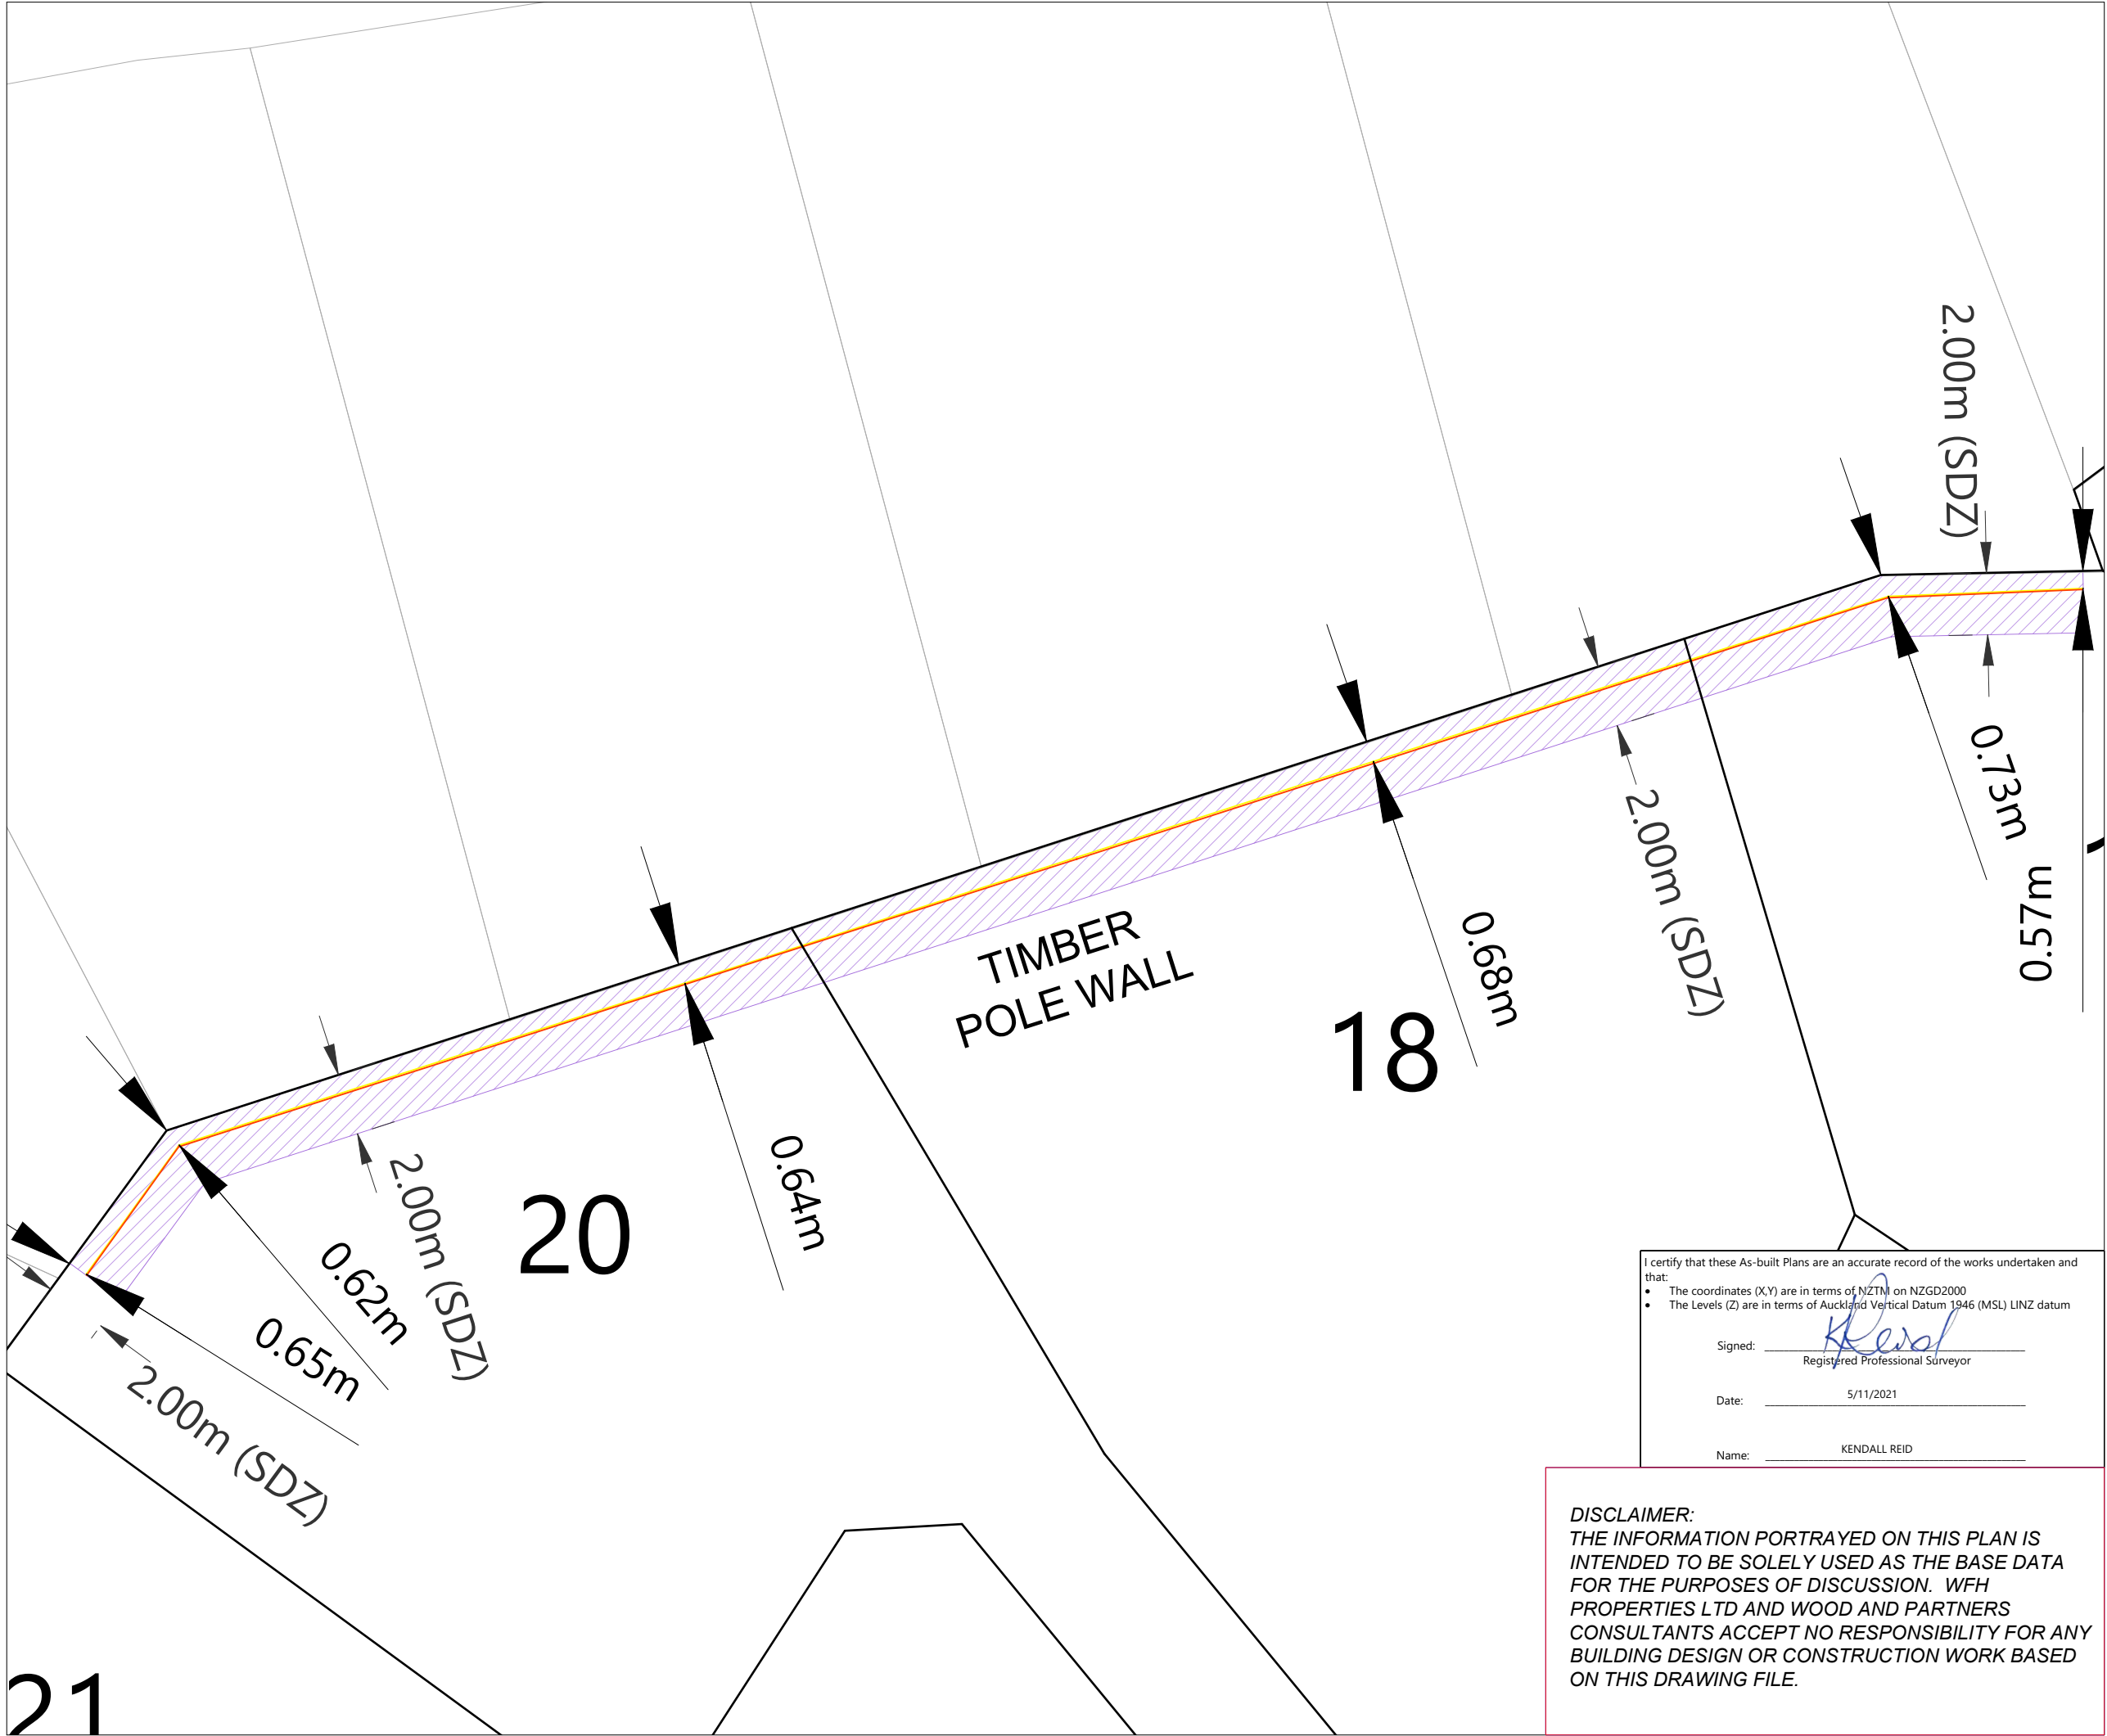 2.00m (SDZ)
0.73m
0.57m
2.00m (SDZ)
0.68m
TIMBER
POLE WALL
18
0.64m
20
2.00m (SDZ)
0.62m
0.65m
2.00m (SDZ)
21
I certify that these As-built Plans are an accurate record of the works undertaken and
that:
• The coordinates (X,Y) are in terms of NZTM on NZGD2000
• The Levels (Z) are in terms of Auckland Vertical Datum 1946 (MSL) LINZ datum
Signed:
Registered Professional Surveyor
Date: 5/11/2021
Name: KENDALL REID
DISCLAIMER:
THE INFORMATION PORTRAYED ON THIS PLAN IS
INTENDED TO BE SOLELY USED AS THE BASE DATA
FOR THE PURPOSES OF DISCUSSION. WFH
PROPERTIES LTD AND WOOD AND PARTNERS
CONSULTANTS ACCEPT NO RESPONSIBILITY FOR ANY
BUILDING DESIGN OR CONSTRUCTION WORK BASED
ON THIS DRAWING FILE.